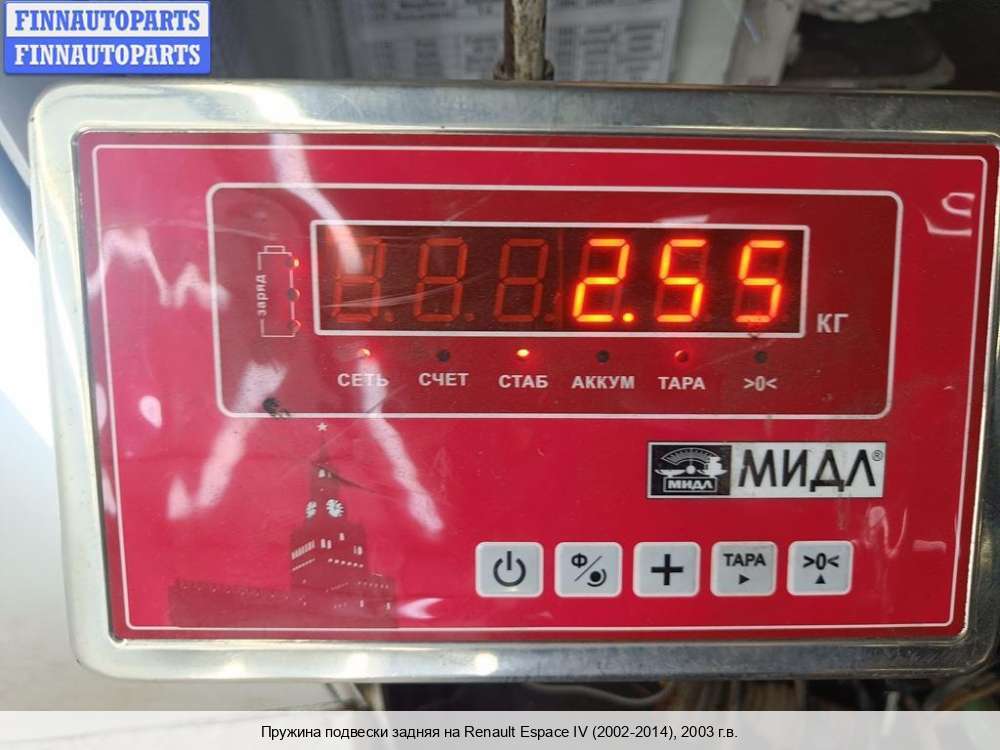 FINNAUTOPARTS
FINNAUTOPARTS
заряд
2.55
КГ
СЕТЬ СЧЕТ СТАБ АККУМ ТАРА >0<
МИДЛ МИДЛ®
Ф ТАРА >0<
Пружина подвески задняя на Renault Espace IV (2002-2014), 2003 г.в.